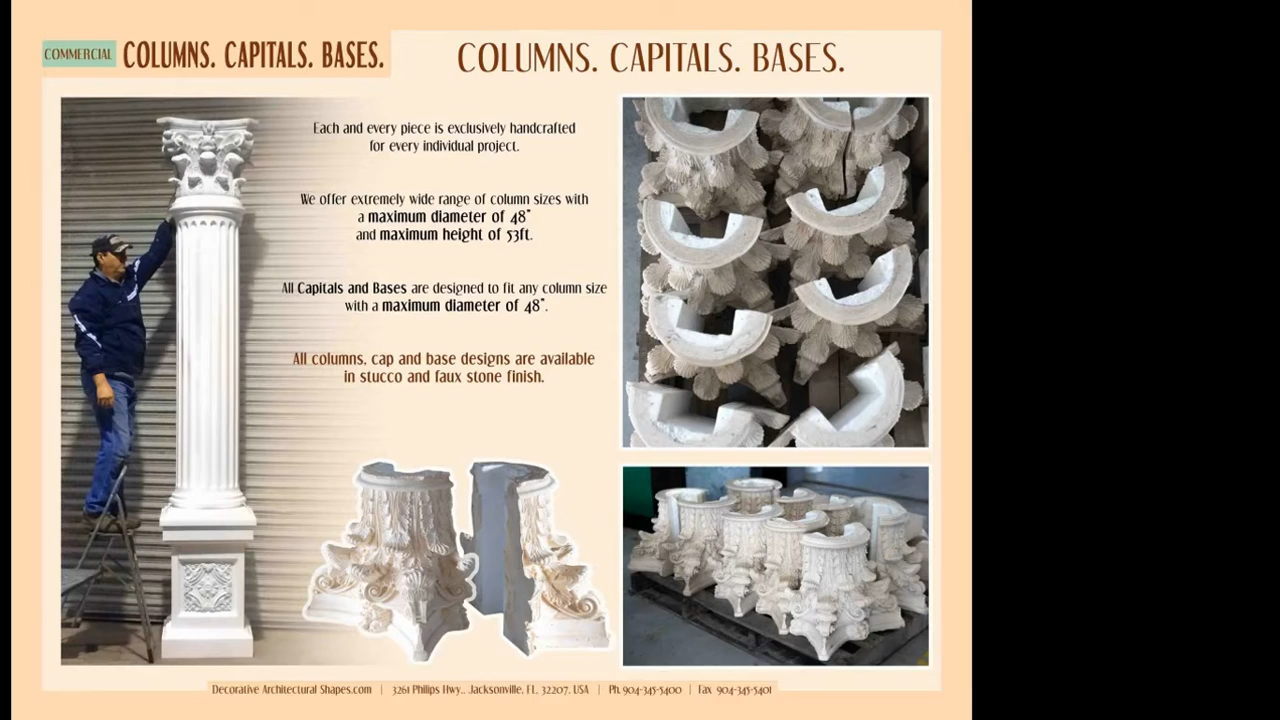 COMMERCIAL COLUMNS. CAPITALS. BASES.
COLUMNS. CAPITALS. BASES.
Each and every piece is exclusively handcrafted
for every individual project.
We offer extremely wide range of column sizes with
a maximum diameter of 48"
and maximum height of 53ft.
All Capitals and Bases are designed to fit any column size
with a maximum diameter of 48".
All columns, cap and base designs are available
in stucco and faux stone finish.
Decorative Architectural Shapes.com | 3261 Philips Hwy., Jacksonville, FL, 32207, USA | Ph. 904-345-5400 | Fax 904-345-5401